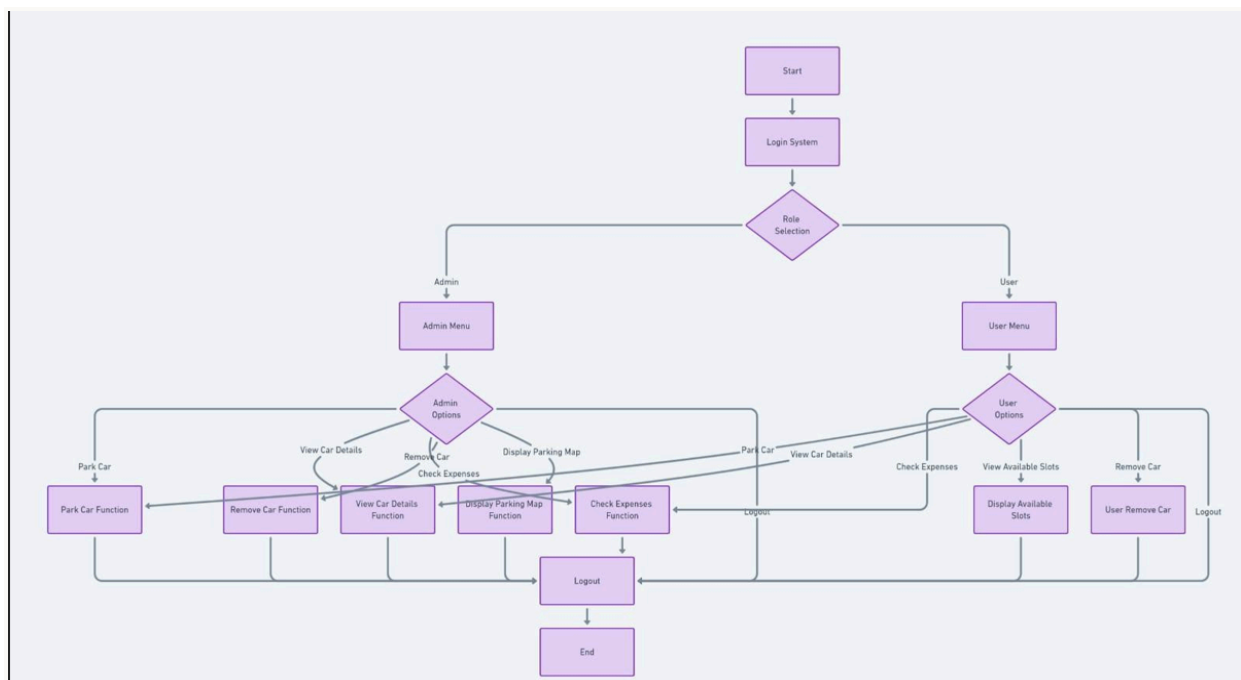 Start
Login System
Role
Selection
Admin
User
Admin Menu
User Menu
Admin
Options
User
Options
View Car Details
Remove Car
Display Parking Map
Park Car
View Car Details
Park Car
Check Expenses
Check Expenses
View Available Slots
Remove Car
Park Car Function
Remove Car Function
View Car Details
Function
Display Parking Map
Function
Check Expenses
Function
Logout
Display Available
Slots
User Remove Car
Logout
Logout
End